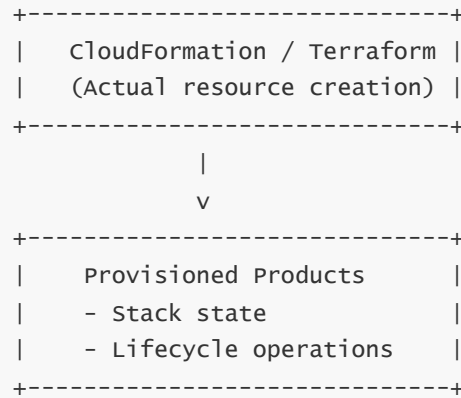 +-----------------------------+
|   CloudFormation / Terraform |
|   (Actual resource creation) |
+-----------------------------+
            |
            v
+-----------------------------+
|    Provisioned Products      |
|    - Stack state             |
|    - Lifecycle operations    |
+-----------------------------+